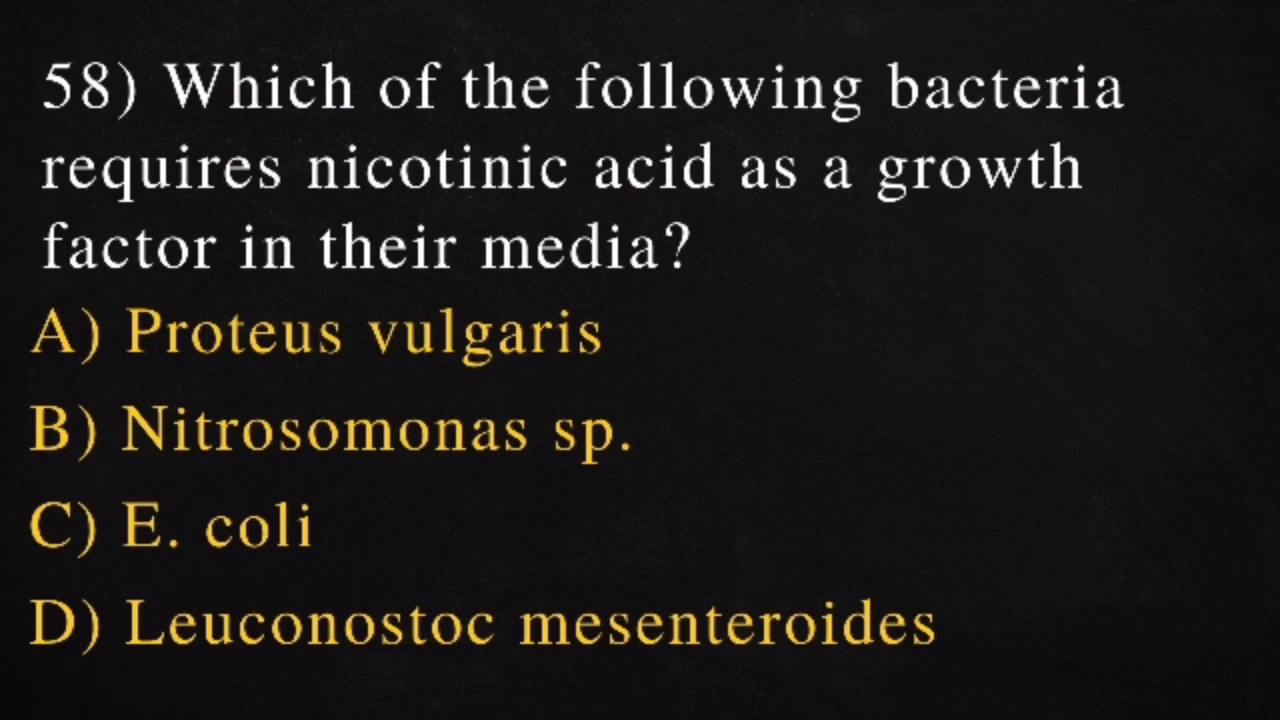 58) Which of the following bacteria
requires nicotinic acid as a growth
factor in their media?
A) Proteus vulgaris
B) Nitrosomonas sp.
C) E. coli
D) Leuconostoc mesenteroides